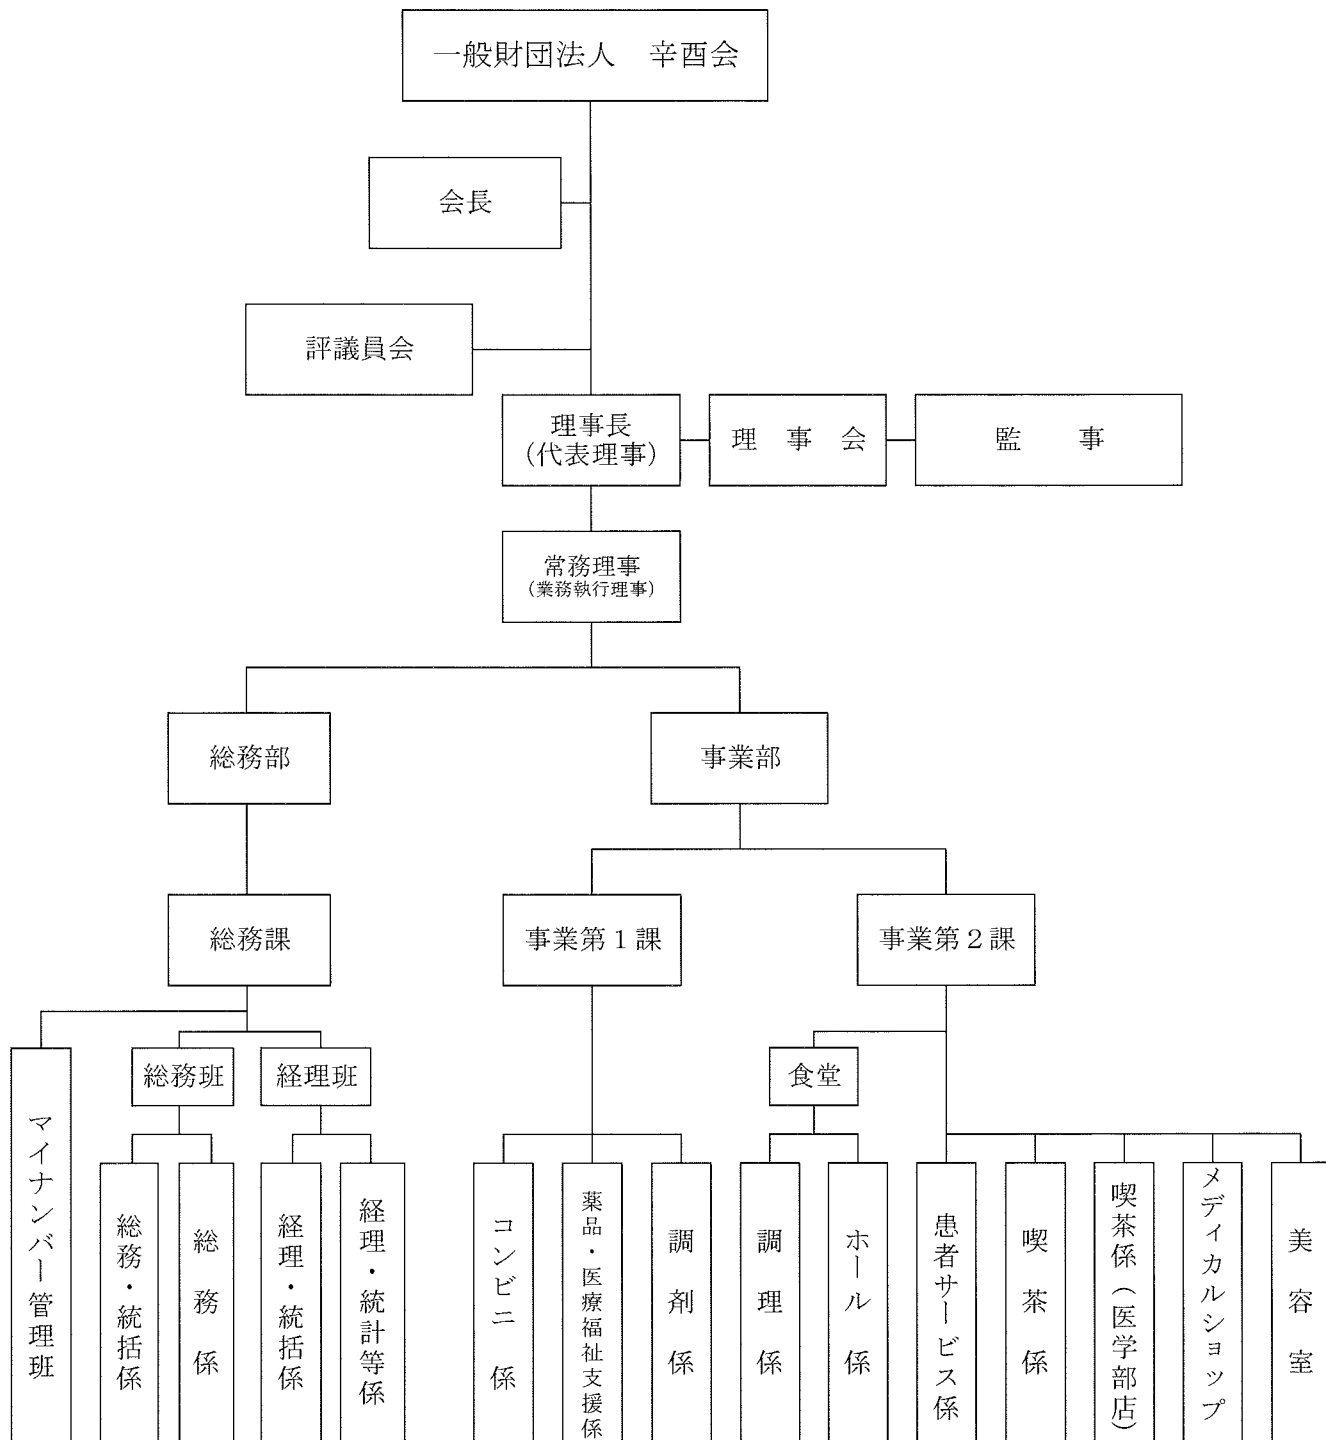 一般財団法人　辛酉会
会長
評議員会
理事長
(代表理事)
理　事　会
監　　事
常務理事
(業務執行理事)
総務部
事業部
総務課
事業第１課
事業第２課
総務班
経理班
食堂
マイナンバー管理班
総務・統括係
総務係
経理・統括係
経理・統計等係
コンビニ係
薬品・医療福祉支援係
調剤係
調理係
ホール係
患者サービス係
喫茶係
喫茶係（医学部店）
メディカルショップ
美容室